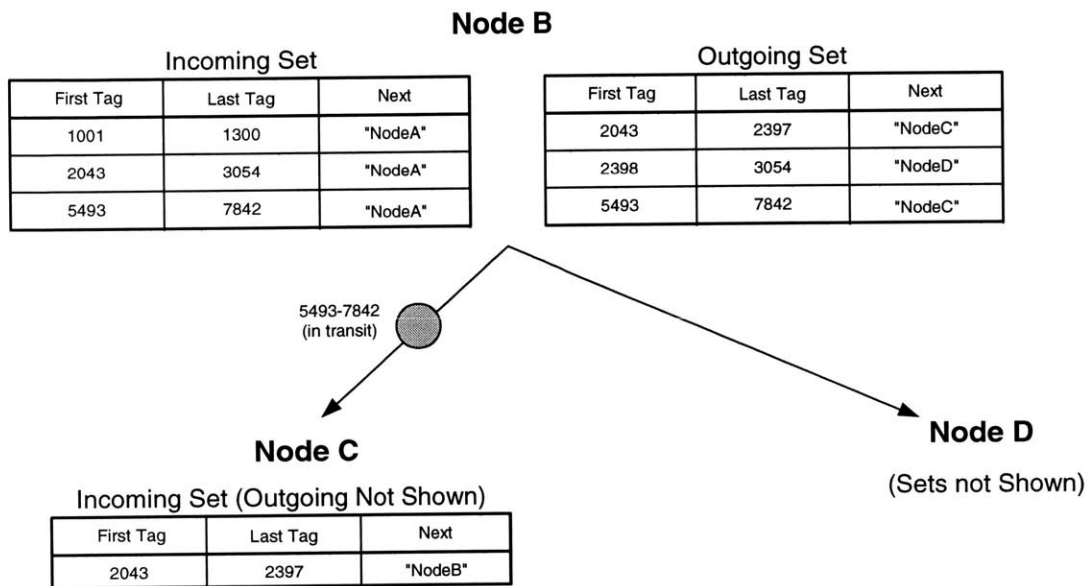 Node B
Incoming Set
First Tag Last Tag Next
1001 1300 "NodeA"
2043 3054 "NodeA"
5493 7842 "NodeA"
Outgoing Set
First Tag Last Tag Next
2043 2397 "NodeC"
2398 3054 "NodeD"
5493 7842 "NodeC"
5493-7842
(in transit)
Node C
Incoming Set (Outgoing Not Shown)
First Tag Last Tag Next
2043 2397 "NodeB"
Node D
(Sets not Shown)